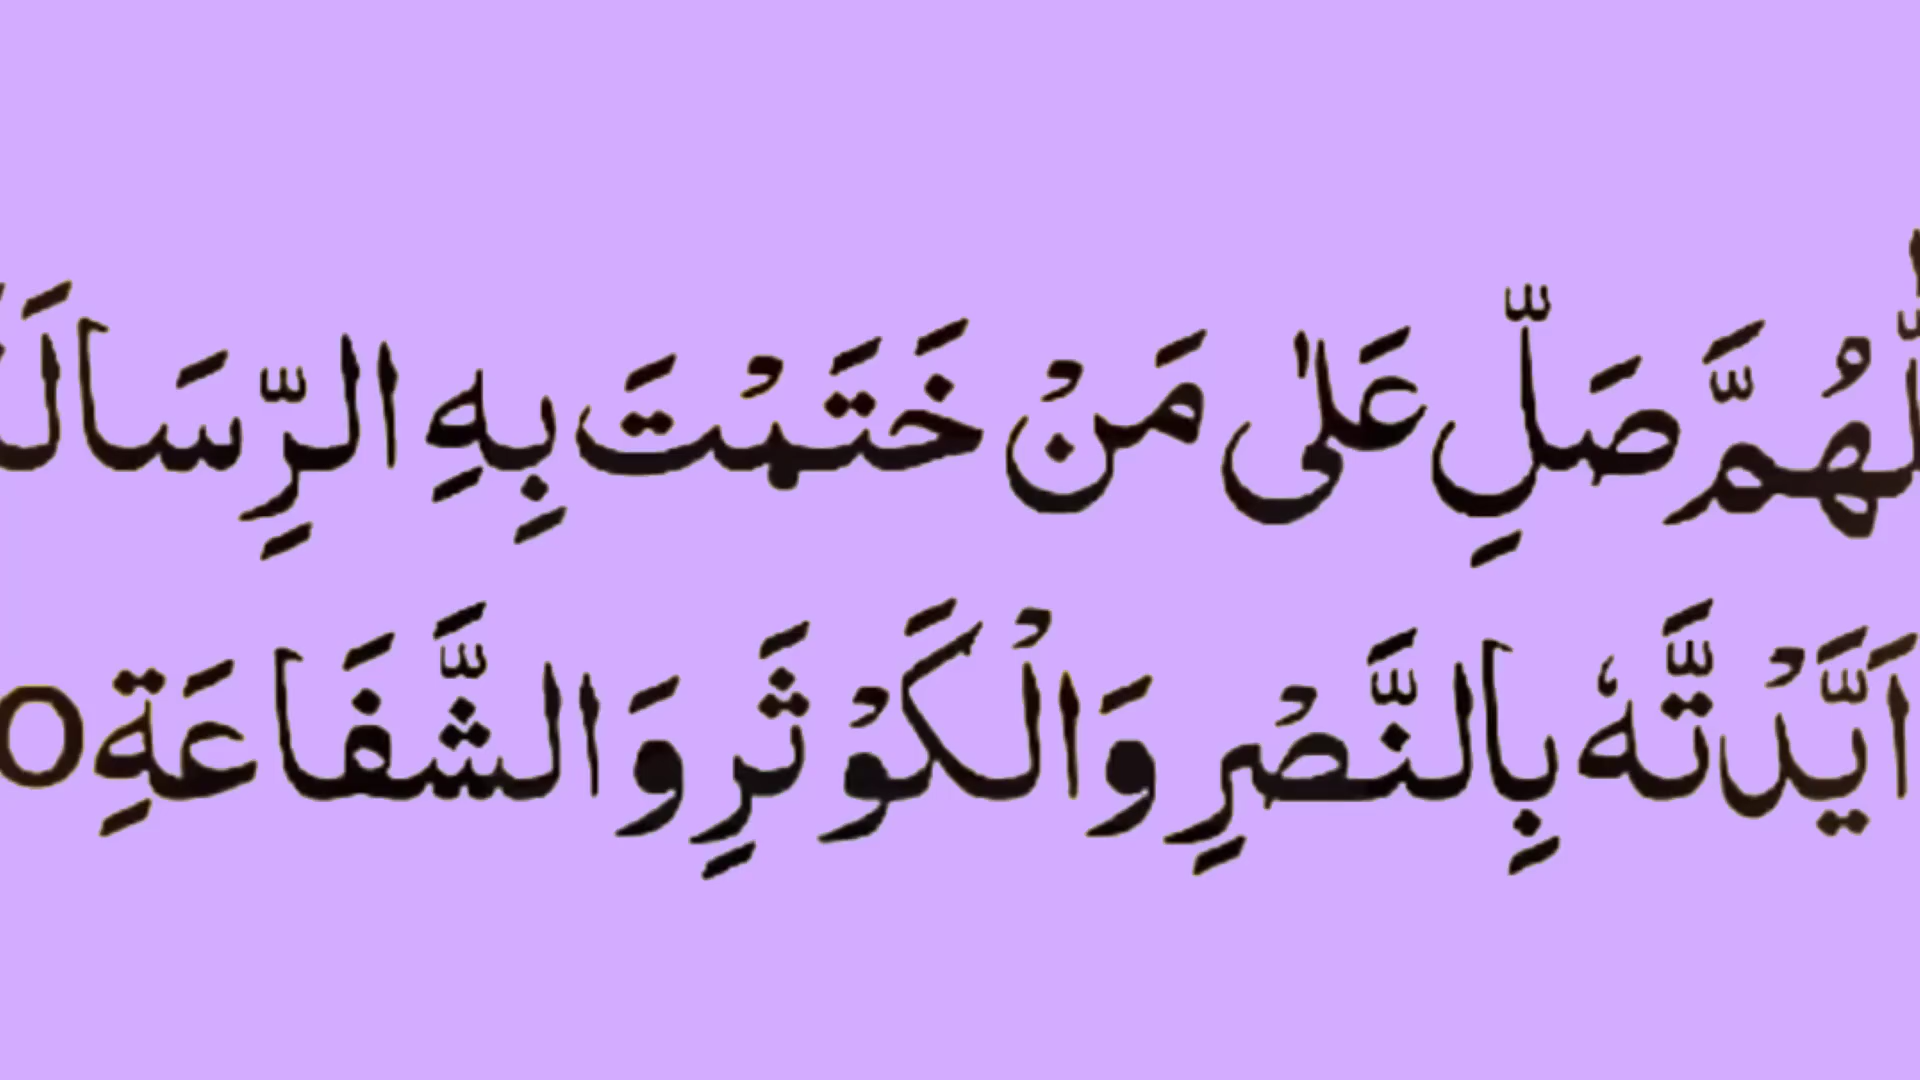 لّٰهُمَّ صَلِّ عَلٰى مَنْ خَتَمْتَ بِهِ الرِّسَالَ
اَيَّدْتَّهٗ بِالنَّصْرِ وَالْكَوْثَرِ وَالشَّفَاعَةِ ○